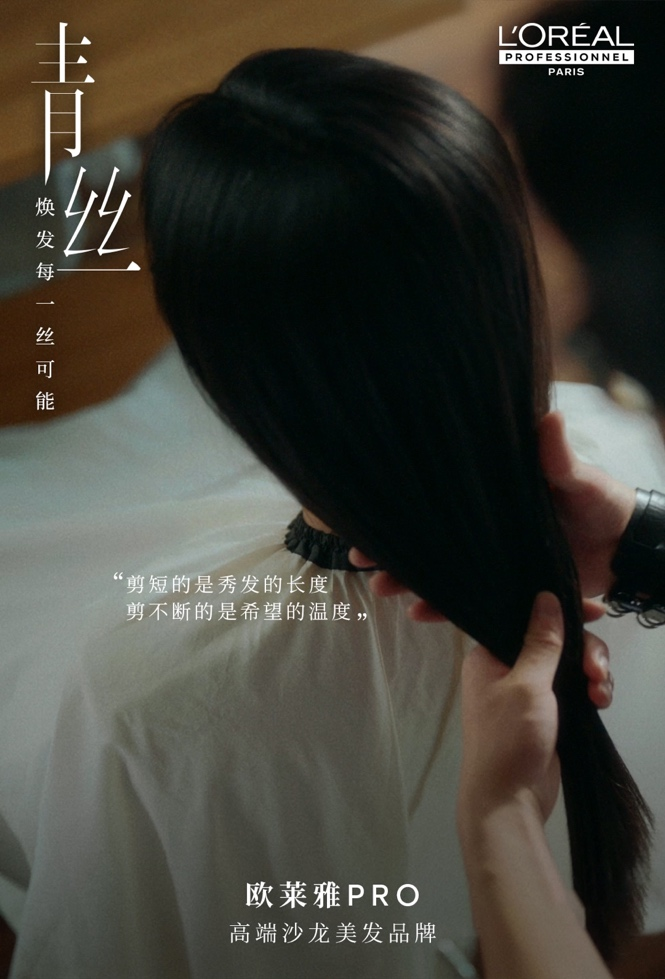 青丝
焕发每一丝可能
L'ORÉAL
PROFESSIONNEL
PARIS
“剪短的是秀发的长度
剪不断的是希望的温度”
欧莱雅PRO
高端沙龙美发品牌